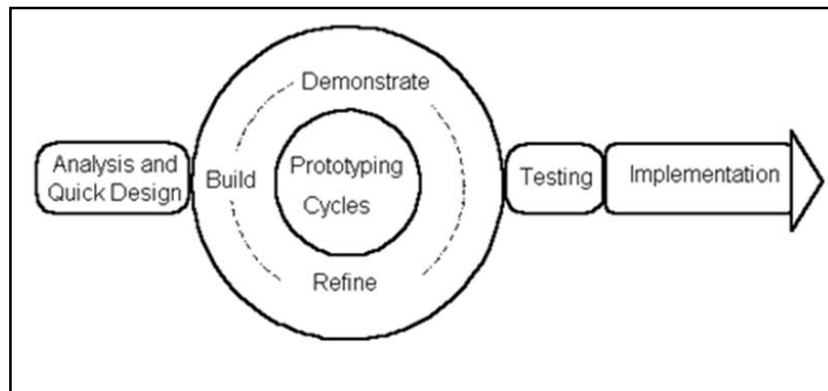 Analysis and
Quick Design
Build
Demonstrate
Prototyping
Cycles
Refine
Testing
Implementation